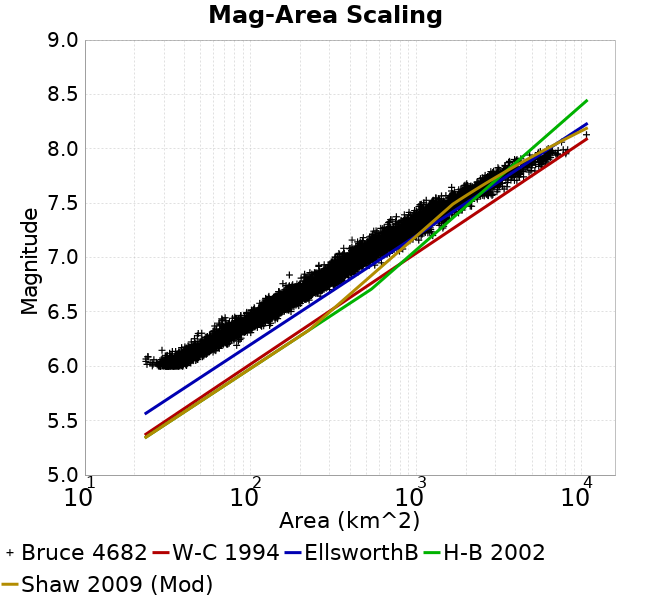 Mag-Area Scaling
9.0
8.5
8.0
7.5
7.0
6.5
6.0
5.5
5.0
Magnitude
10^1 10^2 10^3 10^4
Area (km^2)
+ Bruce 4682 W-C 1994 EllsworthB H-B 2002
Shaw 2009 (Mod)